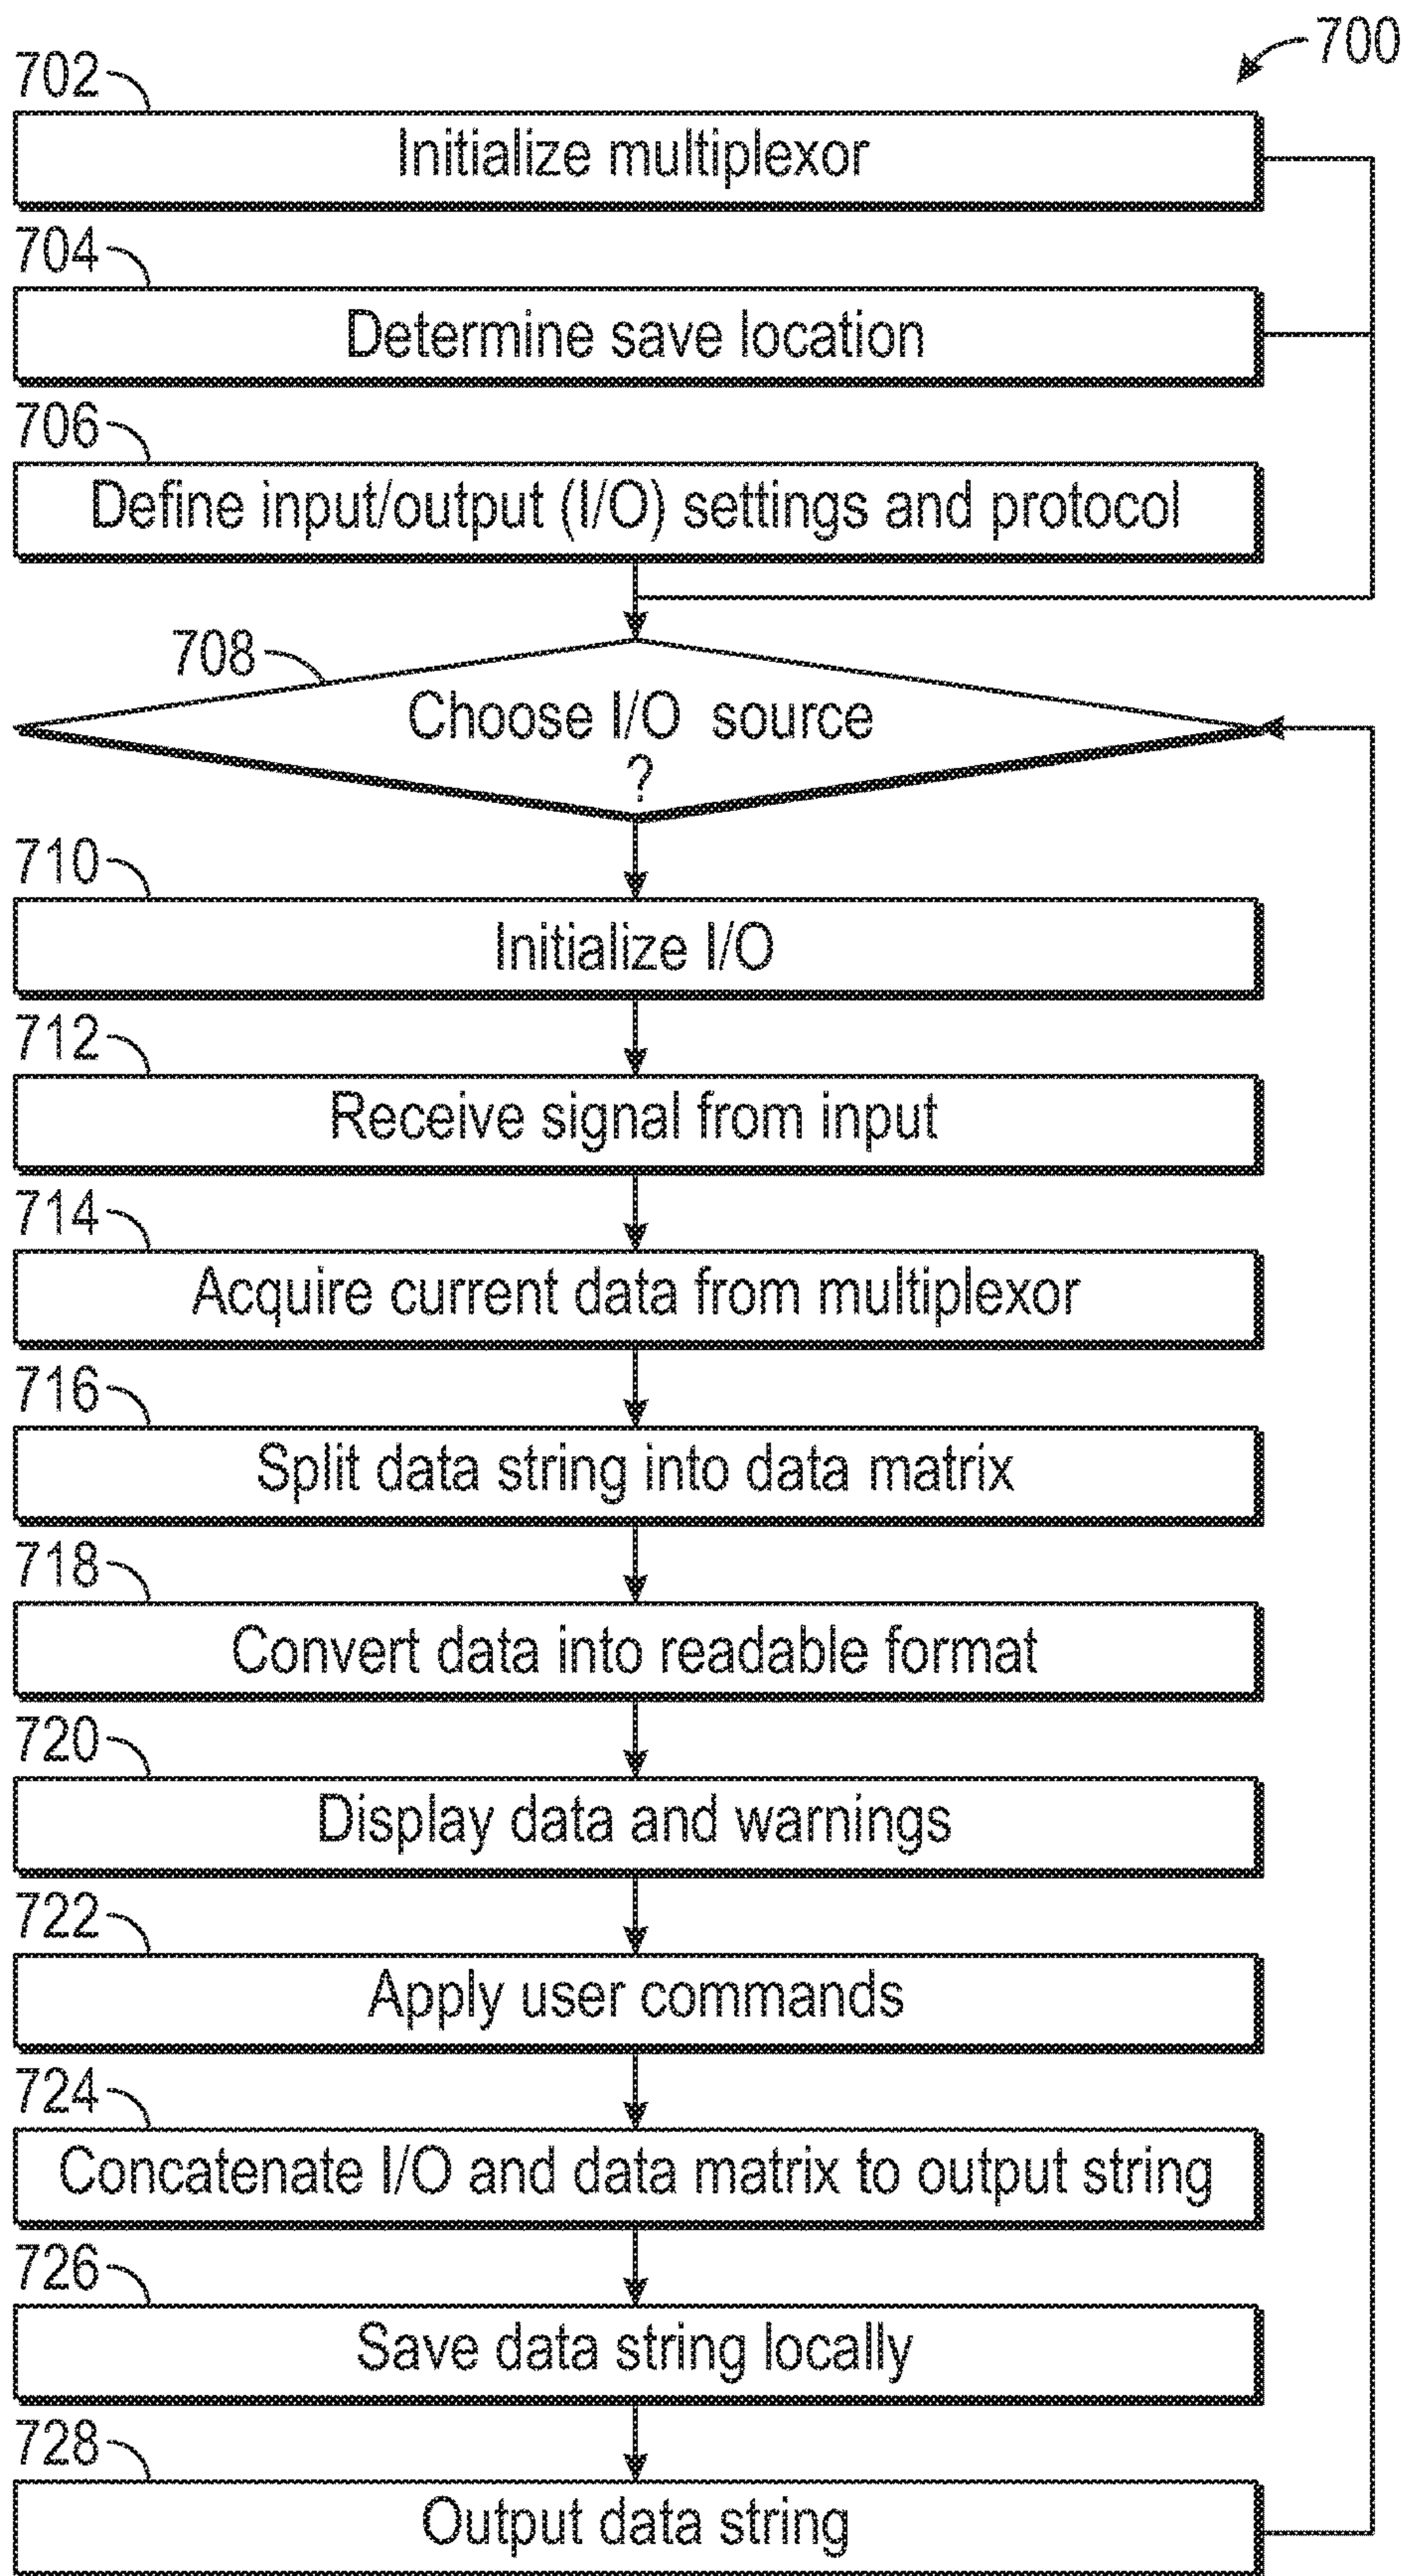 700
702
Initialize multiplexor
704
Determine save location
706
Define input/output (I/O) settings and protocol
708
Choose I/O source
?
710
Initialize I/O
712
Receive signal from input
714
Acquire current data from multiplexor
716
Split data string into data matrix
718
Convert data into readable format
720
Display data and warnings
722
Apply user commands
724
Concatenate I/O and data matrix to output string
726
Save data string locally
728
Output data string